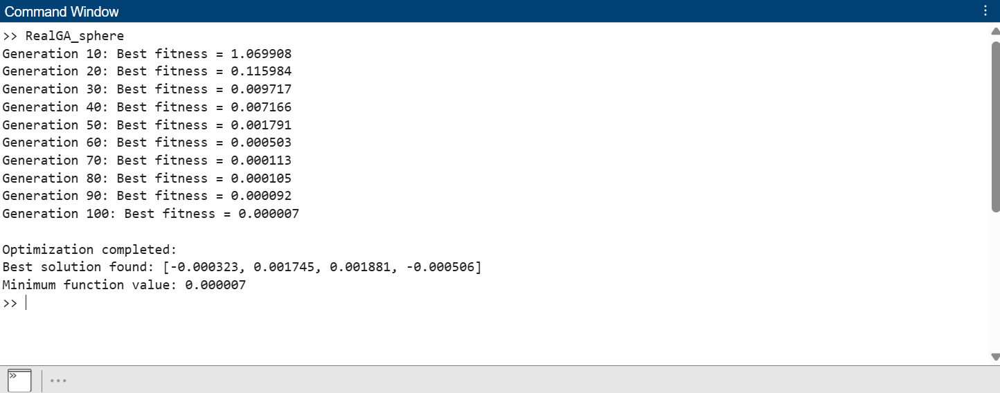 Command Window
>> RealGA_sphere
Generation 10: Best fitness = 1.069908
Generation 20: Best fitness = 0.115984
Generation 30: Best fitness = 0.009717
Generation 40: Best fitness = 0.007166
Generation 50: Best fitness = 0.001791
Generation 60: Best fitness = 0.000503
Generation 70: Best fitness = 0.000113
Generation 80: Best fitness = 0.000105
Generation 90: Best fitness = 0.000092
Generation 100: Best fitness = 0.000007
Optimization completed:
Best solution found: [-0.000323, 0.001745, 0.001881, -0.000506]
Minimum function value: 0.000007
>>